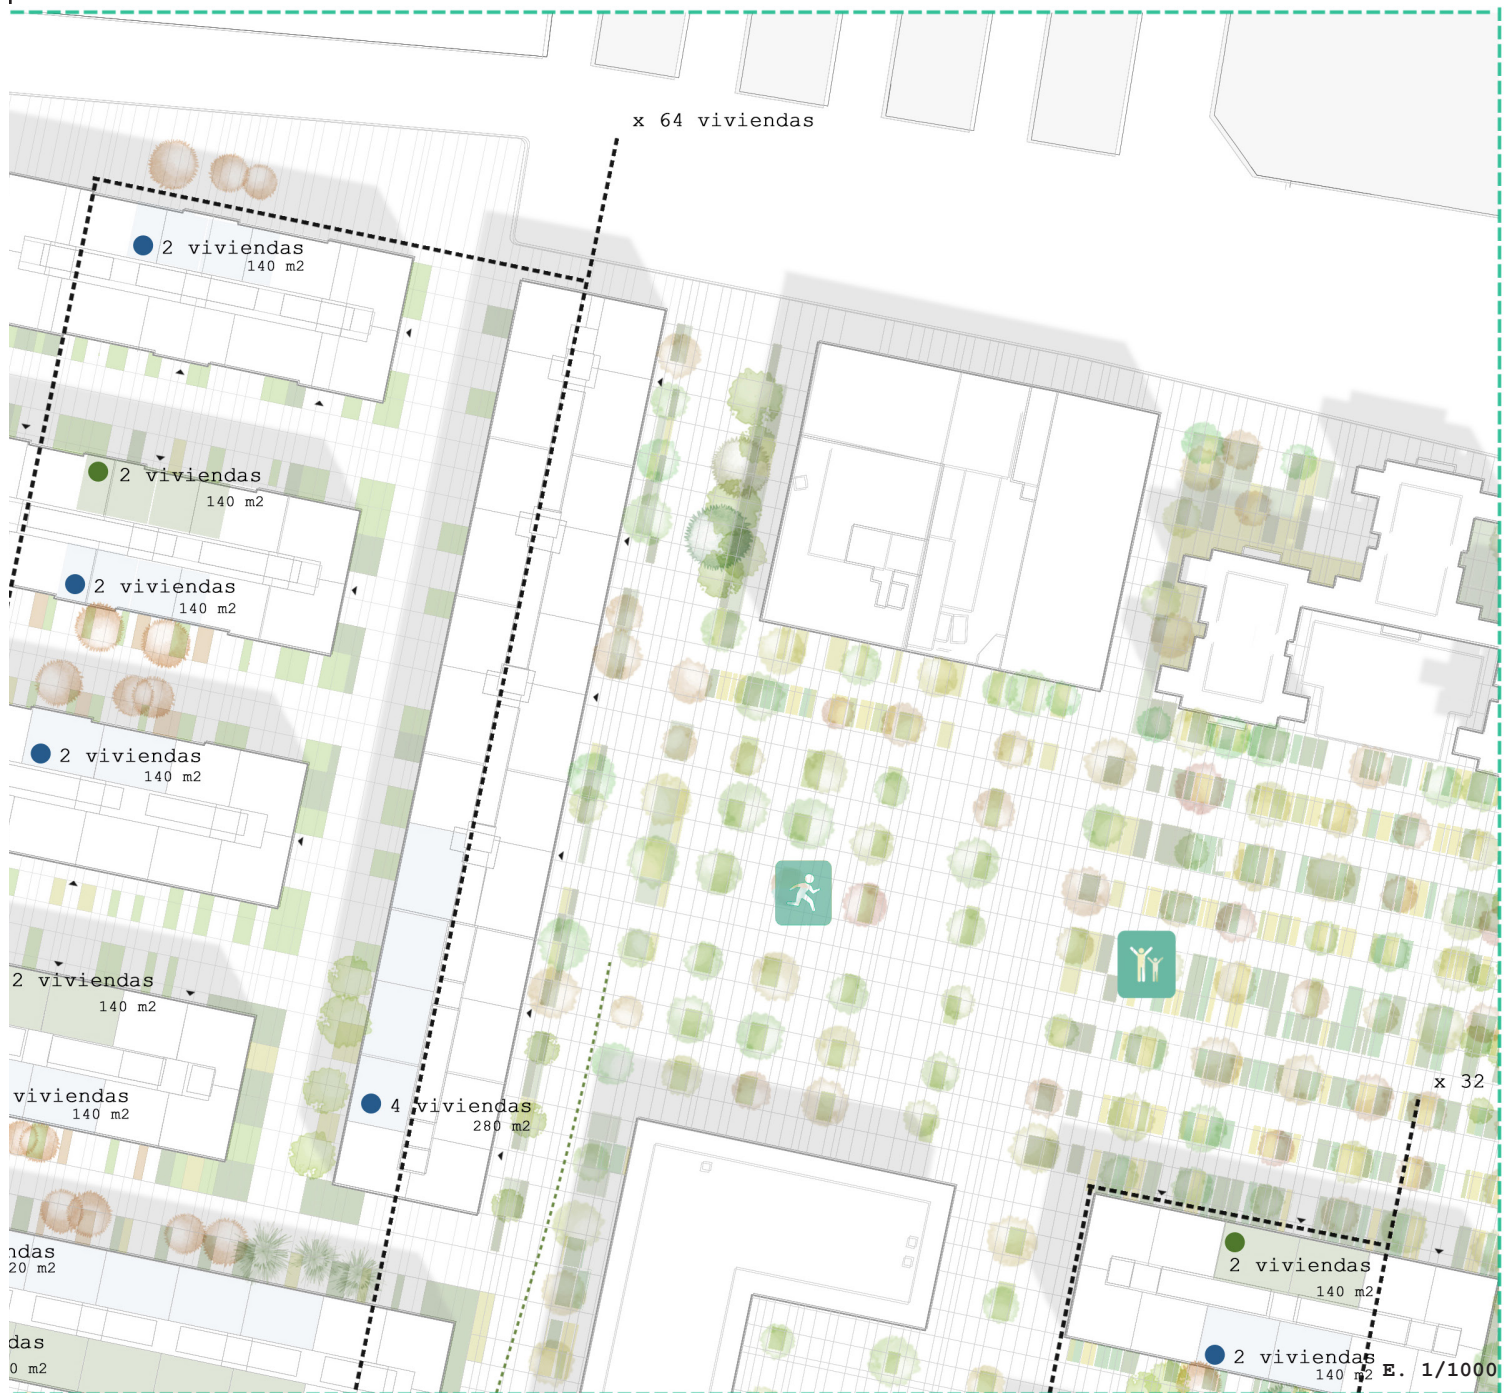 x 64 viviendas
2 viviendas
140 m2
2 viviendas
140 m2
2 viviendas
140 m2
2 viviendas
140 m2
2 viviendas
140 m2
viviendas
140 m2
4 viviendas
280 m2
x 32
ndas
20 m2
2 viviendas
140 m2
das
0 m2
2 viviendas
140 m2
E. 1/1000